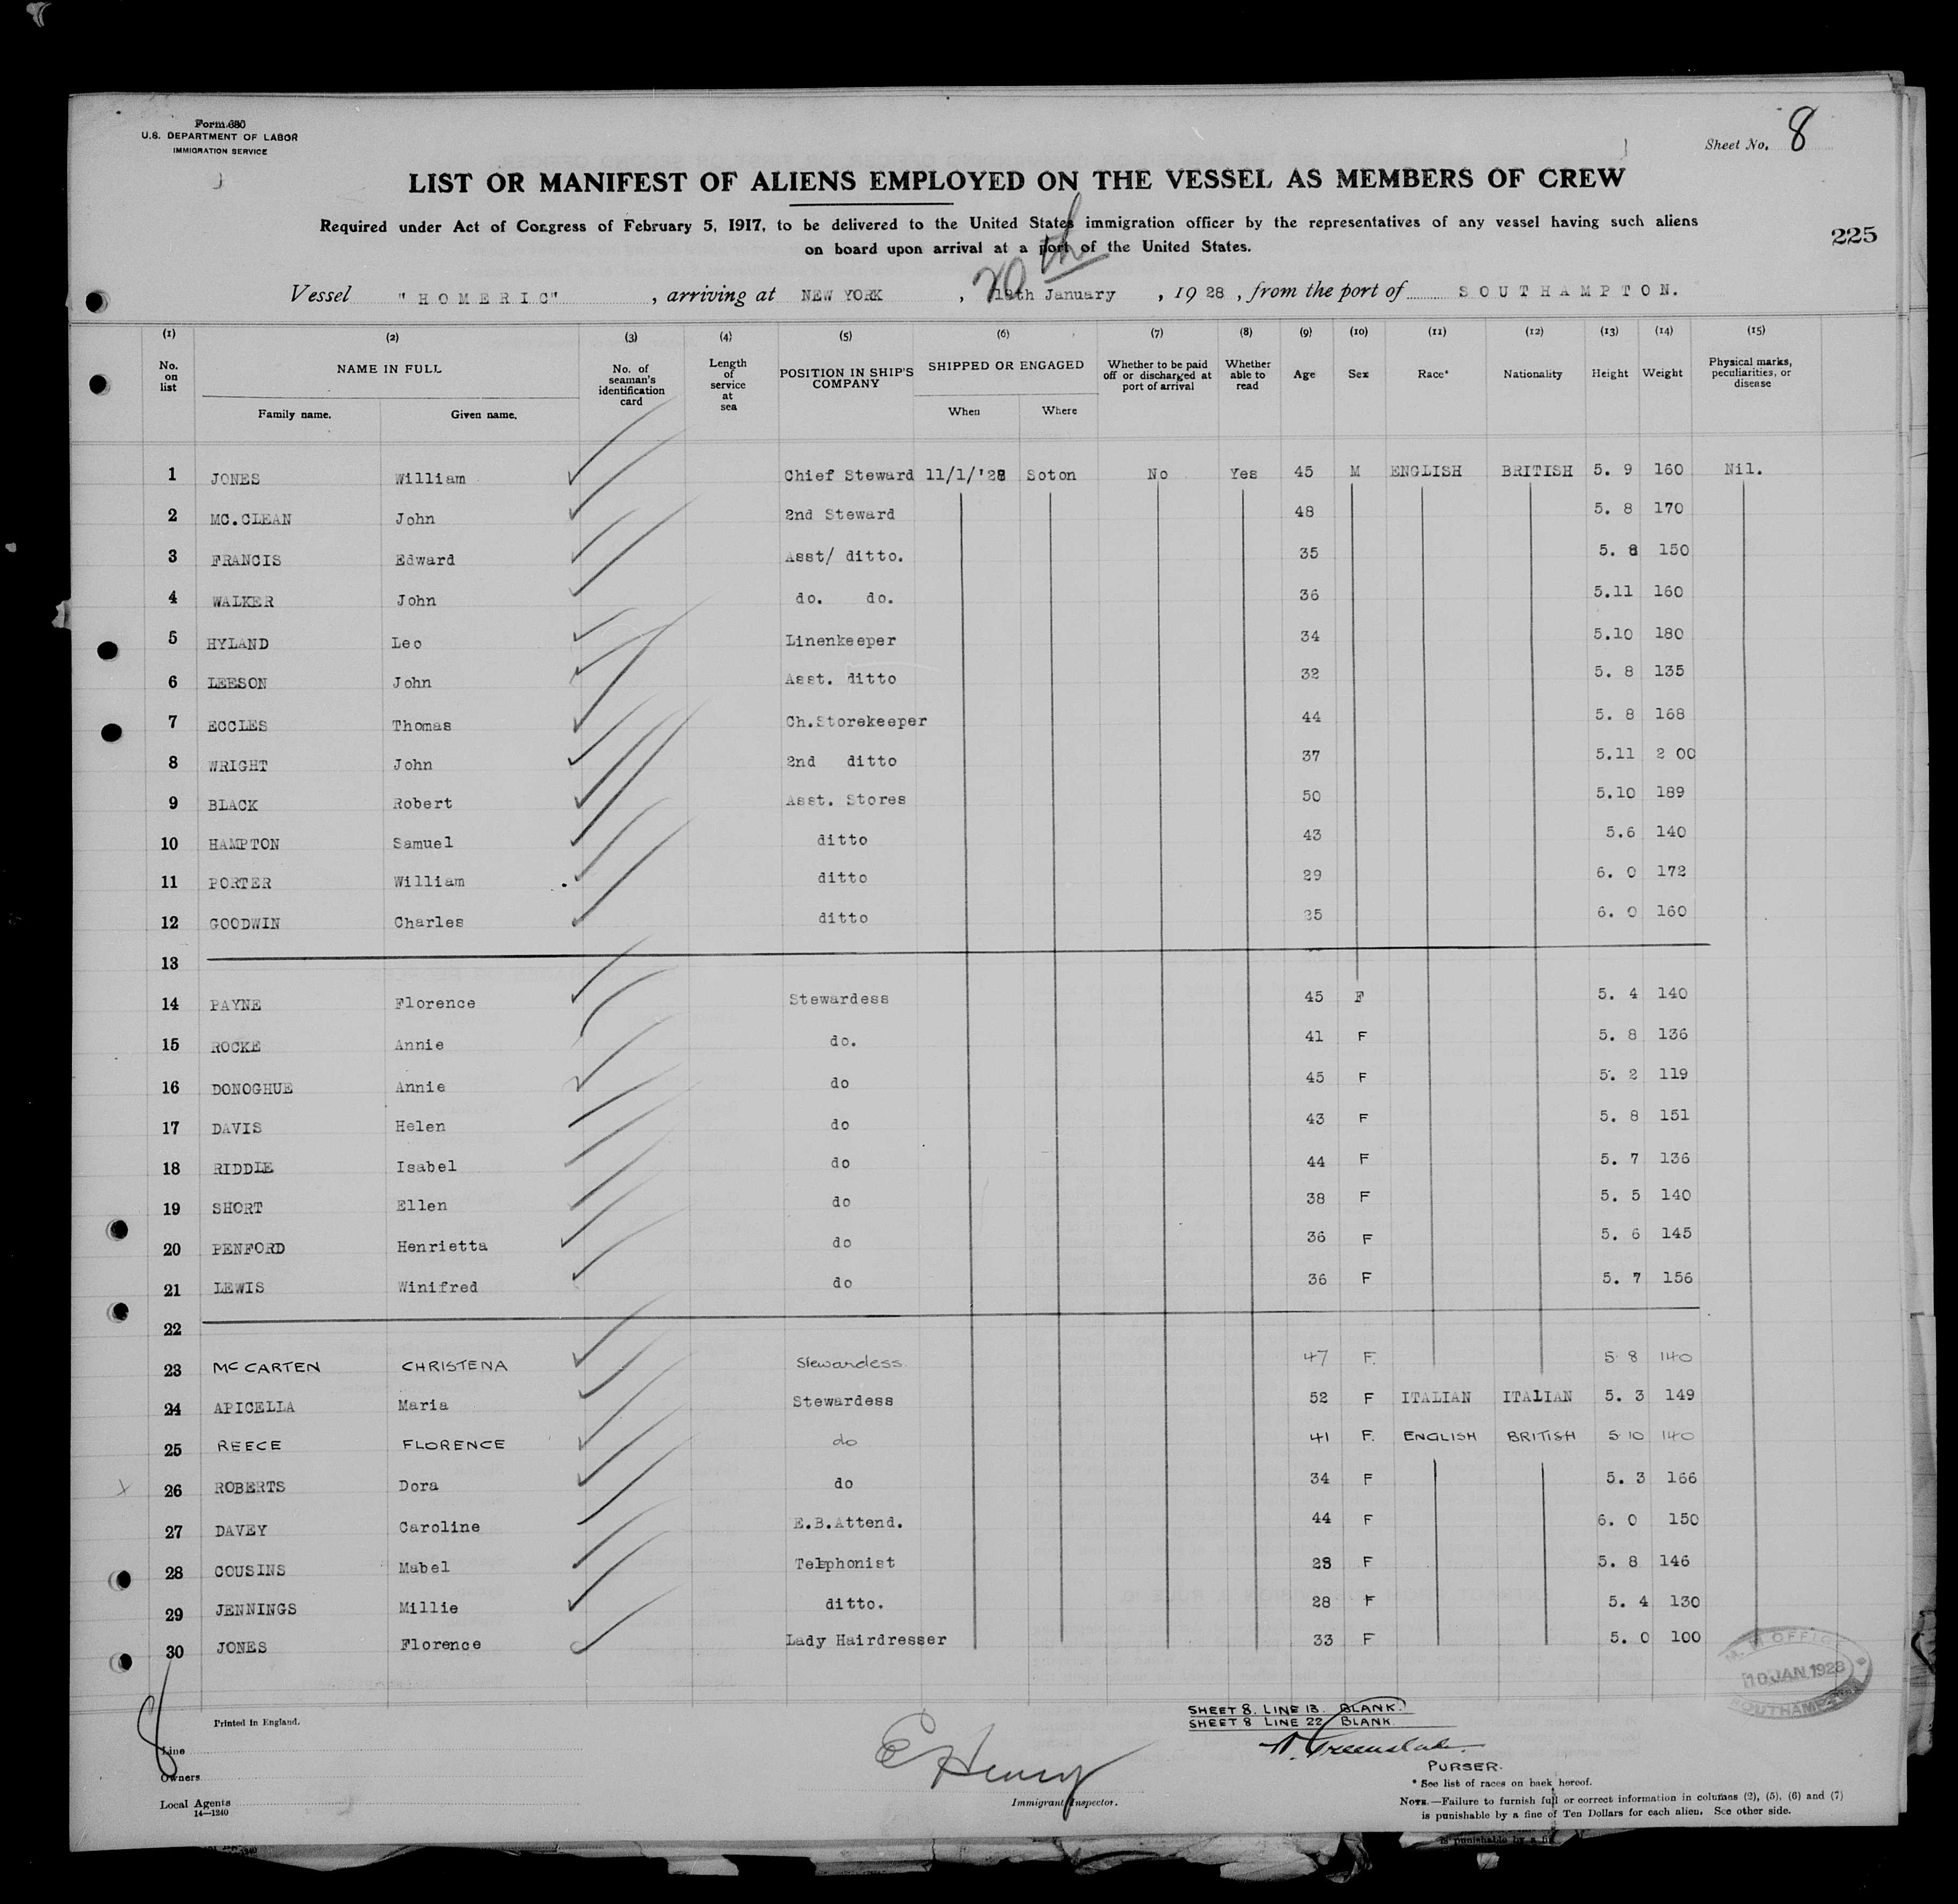 Form 680
U.S. DEPARTMENT OF LABOR
IMMIGRATION SERVICE
Sheet No. 8
LIST OR MANIFEST OF ALIENS EMPLOYED ON THE VESSEL AS MEMBERS OF CREW
Required under Act of Congress of February 5, 1917, to be delivered to the United States immigration officer by the representatives of any vessel having such aliens
on board upon arrival at a port of the United States.
225
20th
Vessel "HOMERIC", arriving at NEW YORK, January, 1928, from the port of SOUTHAMPTON.
(1) (2) (3) (4) (5) (6) (7) (8) (9) (10) (11) (12) (13) (14) (15)
No. on list NAME IN FULL Family name. Given name. No. of seaman's identification card Length of service at sea POSITION IN SHIP'S COMPANY SHIPPED OR ENGAGED When Where Whether to be paid off or discharged at port of arrival Whether able to read Age Sex Race* Nationality Height Weight Physical marks, peculiarities, or disease
1 JONES William Chief Steward 11/1/'28 Soton No Yes 45 M ENGLISH BRITISH 5. 9 160 Nil.
2 MC.CLEAN John 2nd Steward 48 5. 8 170
3 FRANCIS Edward Asst/ ditto. 35 5. 8 150
4 WALKER John do. do. 36 5.11 160
5 HYLAND Leo Linenkeeper 34 5.10 180
6 LEESON John Asst. ditto 32 5. 8 135
7 ECCLES Thomas Ch.Storekeeper 44 5. 8 168
8 WRIGHT John 2nd ditto 37 5.11 2 00
9 BLACK Robert Asst. Stores 50 5.10 189
10 HAMPTON Samuel ditto 43 5.6 140
11 PORTER William ditto 29 6. 0 172
12 GOODWIN Charles ditto 25 6. 0 160
13
14 PAYNE Florence Stewardess 45 F 5. 4 140
15 ROCKE Annie do. 41 F 5. 8 136
16 DONOGHUE Annie do 45 F 5. 2 119
17 DAVIS Helen do 43 F 5. 8 151
18 RIDDLE Isabel do 44 F 5. 7 136
19 SHORT Ellen do 38 F 5. 5 140
20 PENFORD Henrietta do 36 F 5. 6 145
21 LEWIS Winifred do 36 F 5. 7 156
22
23 MC CARTEN CHRISTENA Stewardess 47 F. 5 8 140
24 APICELLA Maria Stewardess 52 F ITALIAN ITALIAN 5. 3 149
25 REECE FLORENCE do 41 F. ENGLISH BRITISH 5 10 140
26 ROBERTS Dora do 34 F 5. 3 166
27 DAVEY Caroline E.B.Attend. 44 F 6. 0 150
28 COUSINS Mabel Telphonist F 5. 8 146
29 JENNINGS Millie ditto. 28 F 5. 4 130
30 JONES Florence Lady Hairdresser 33 F 5. 0 100
OFFICE
10 JAN.1928
SOUTHAMPTON
SHEET 8. LINE 13. BLANK.
SHEET 8 LINE 22 BLANK.
Printed in England.
Line
Owners
Local Agents
14—1240
E Henry
Immigrant Inspector.
PURSER.
* See list of races on back hereof.
NOTE.—Failure to furnish full or correct information in columns (2), (5), (6) and (7)
is punishable by a fine of Ten Dollars for each alien. See other side.